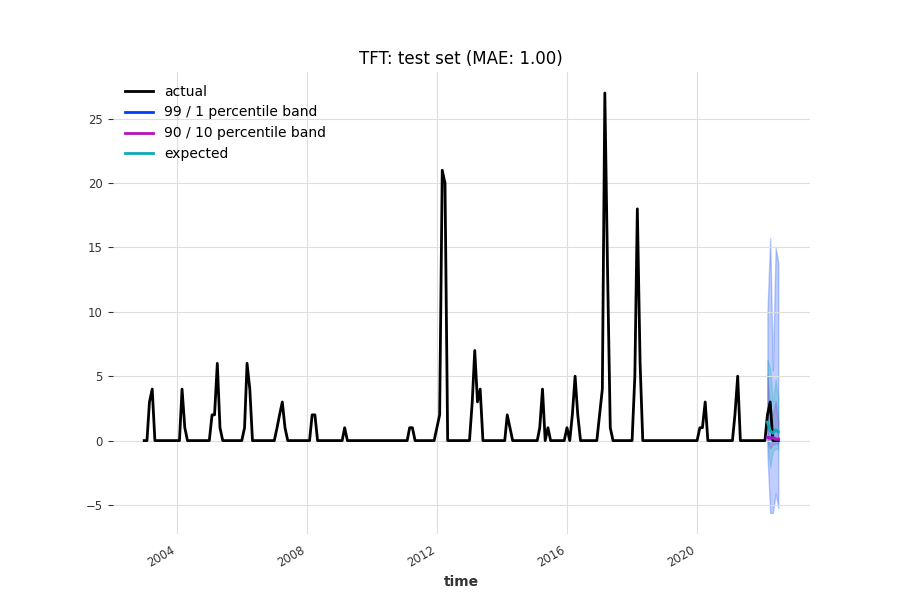 TFT: test set (MAE: 1.00)
actual
99 / 1 percentile band
90 / 10 percentile band
expected
25
20
15
10
5
0
−5
2004
2008
2012
2016
2020
time